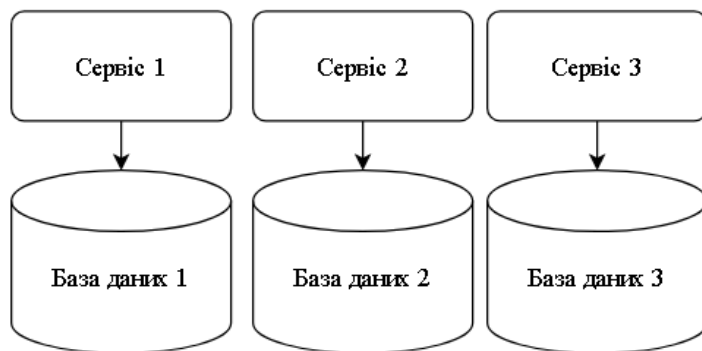 Сервіс 1
Сервіс 2
Сервіс 3
База даних 1
База даних 2
База даних 3